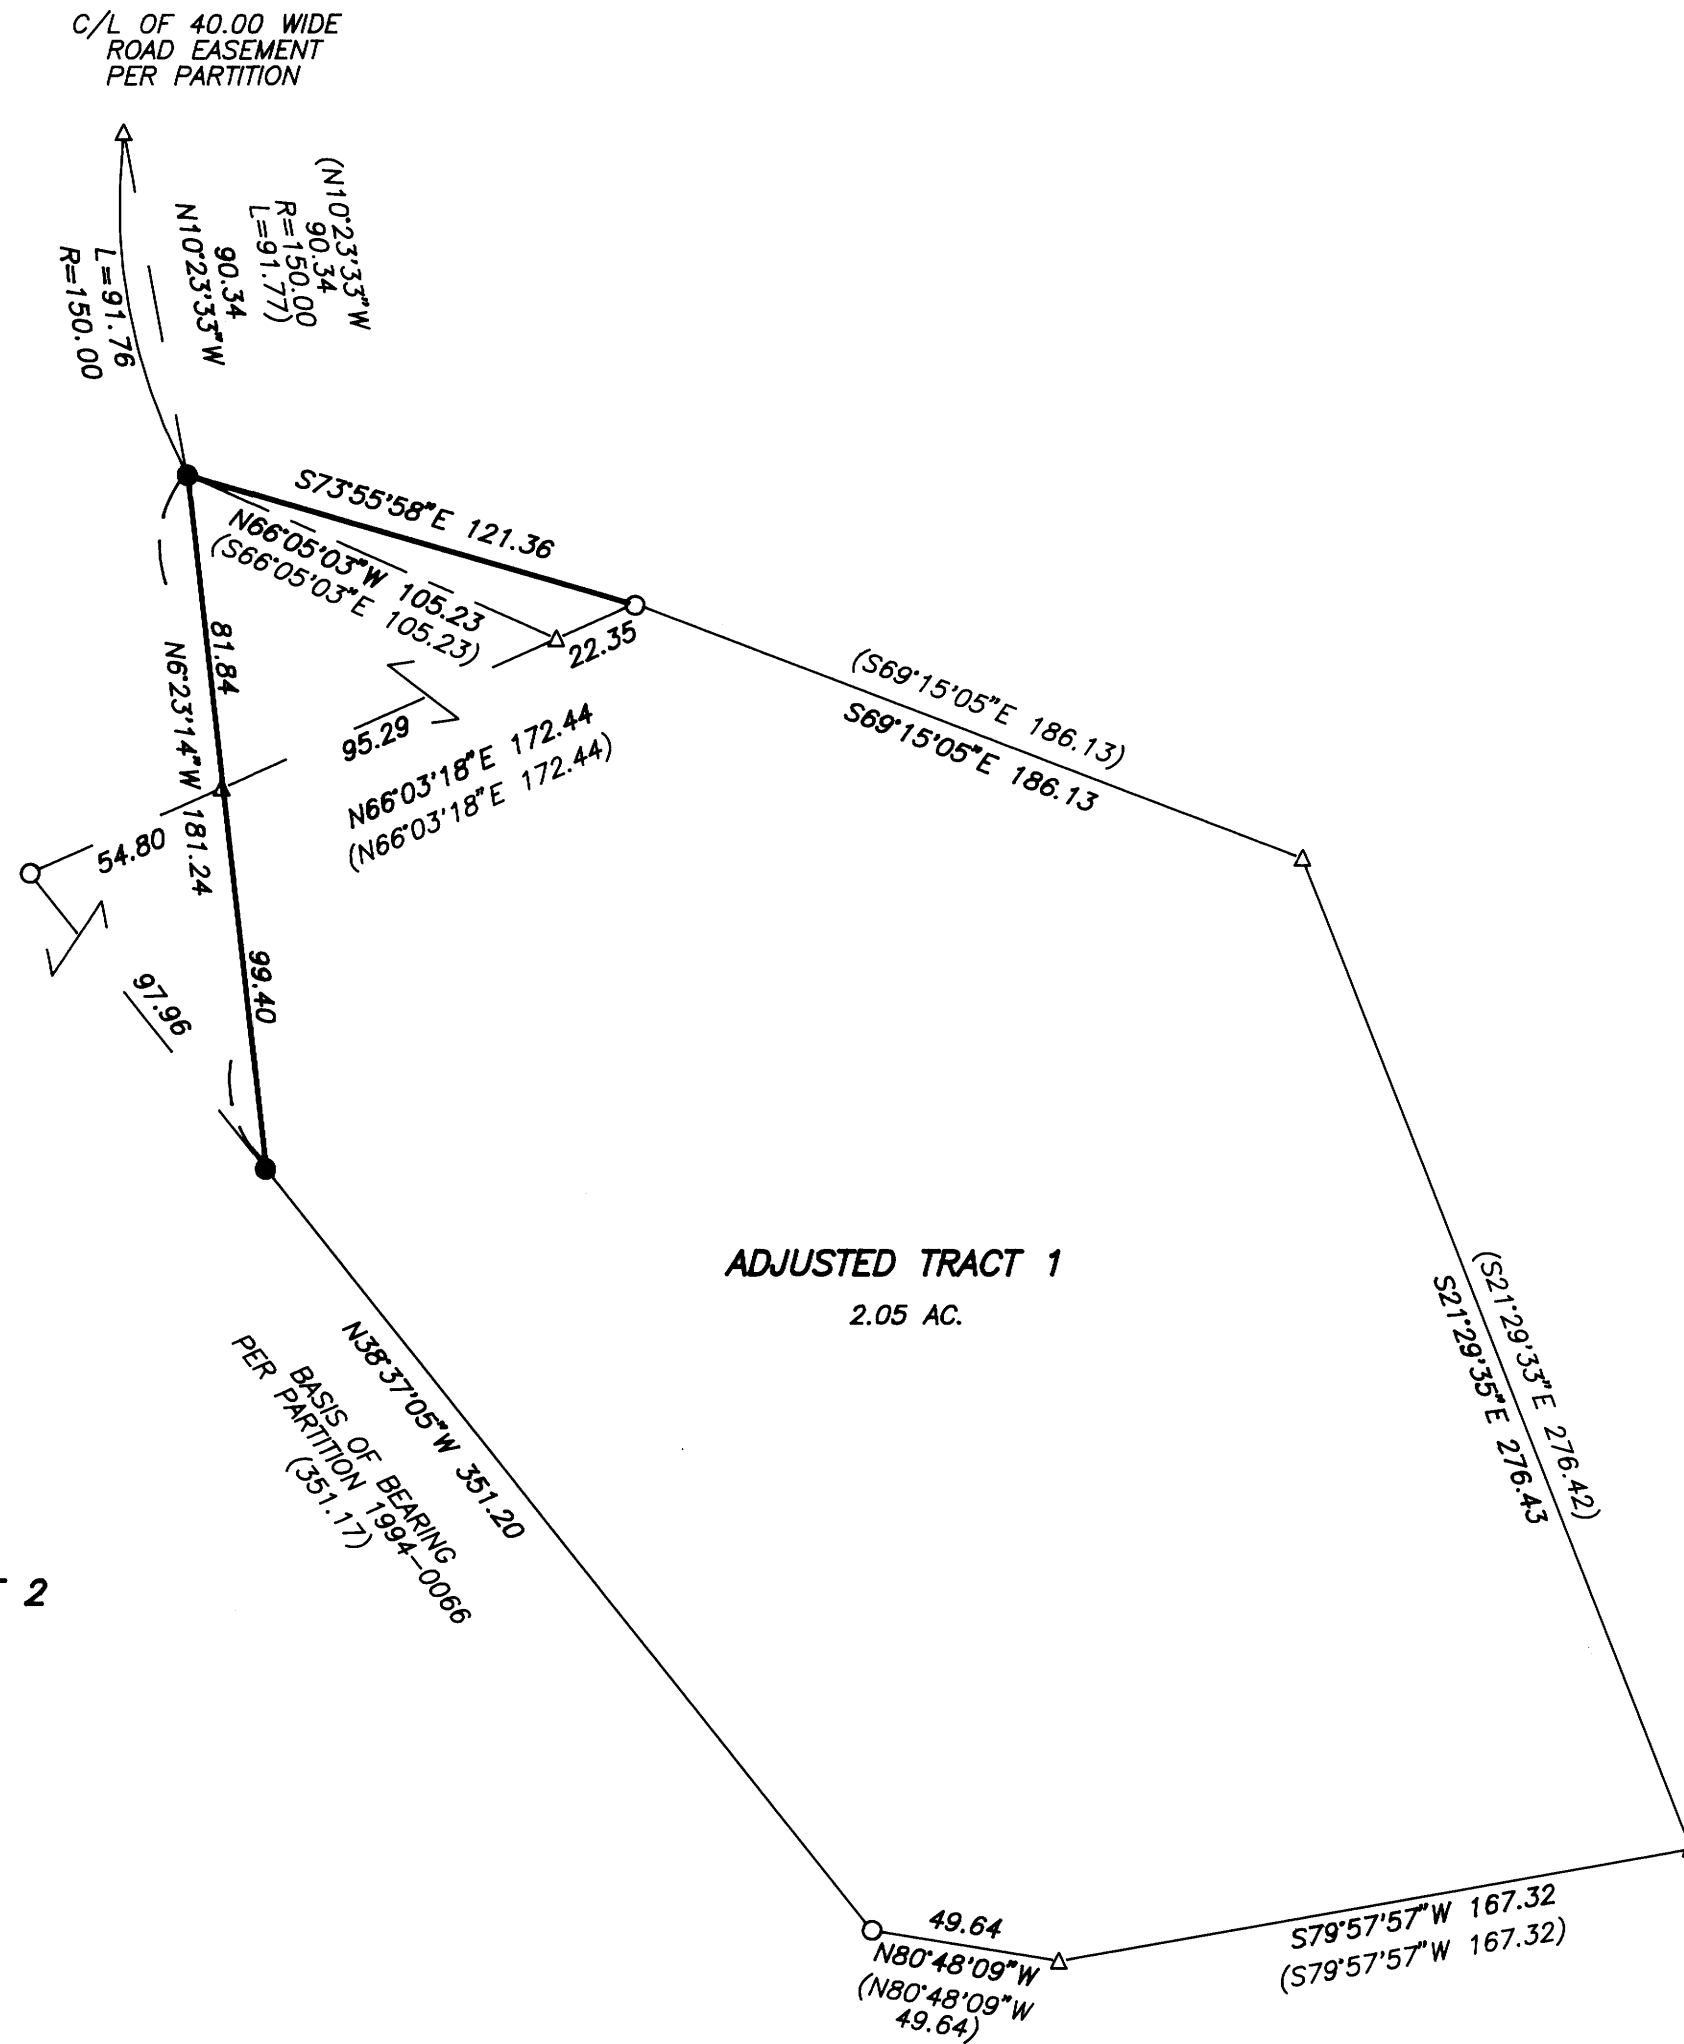 C/L OF 40.00 WIDE
ROAD EASEMENT
PER PARTITION
(N10°23'33"W
90.34
R=150.00
L=91.77)
90.34
N10°23'33"W
L=91.76
R=150.00
S73°55'58"E 121.36
N66°05'03"W 105.23
(S66°05'03"E 105.23)
22.35
81.84
N6°23'14"W 181.24
95.29
N66°03'18"E 172.44
(N66°03'18"E 172.44)
54.80
(S69°15'05"E 186.13)
S69°15'05"E 186.13
99.40
97.96
ADJUSTED TRACT 1
2.05 AC.
(S21°29'33"E 276.42)
S21°29'35"E 276.43
N38°37'05"W 351.20
BASIS OF BEARING
PER PARTITION 1994-0066
(351.17)
2
49.64
N80°48'09"W
(N80°48'09"W
49.64)
S79°57'57"W 167.32
(S79°57'57"W 167.32)